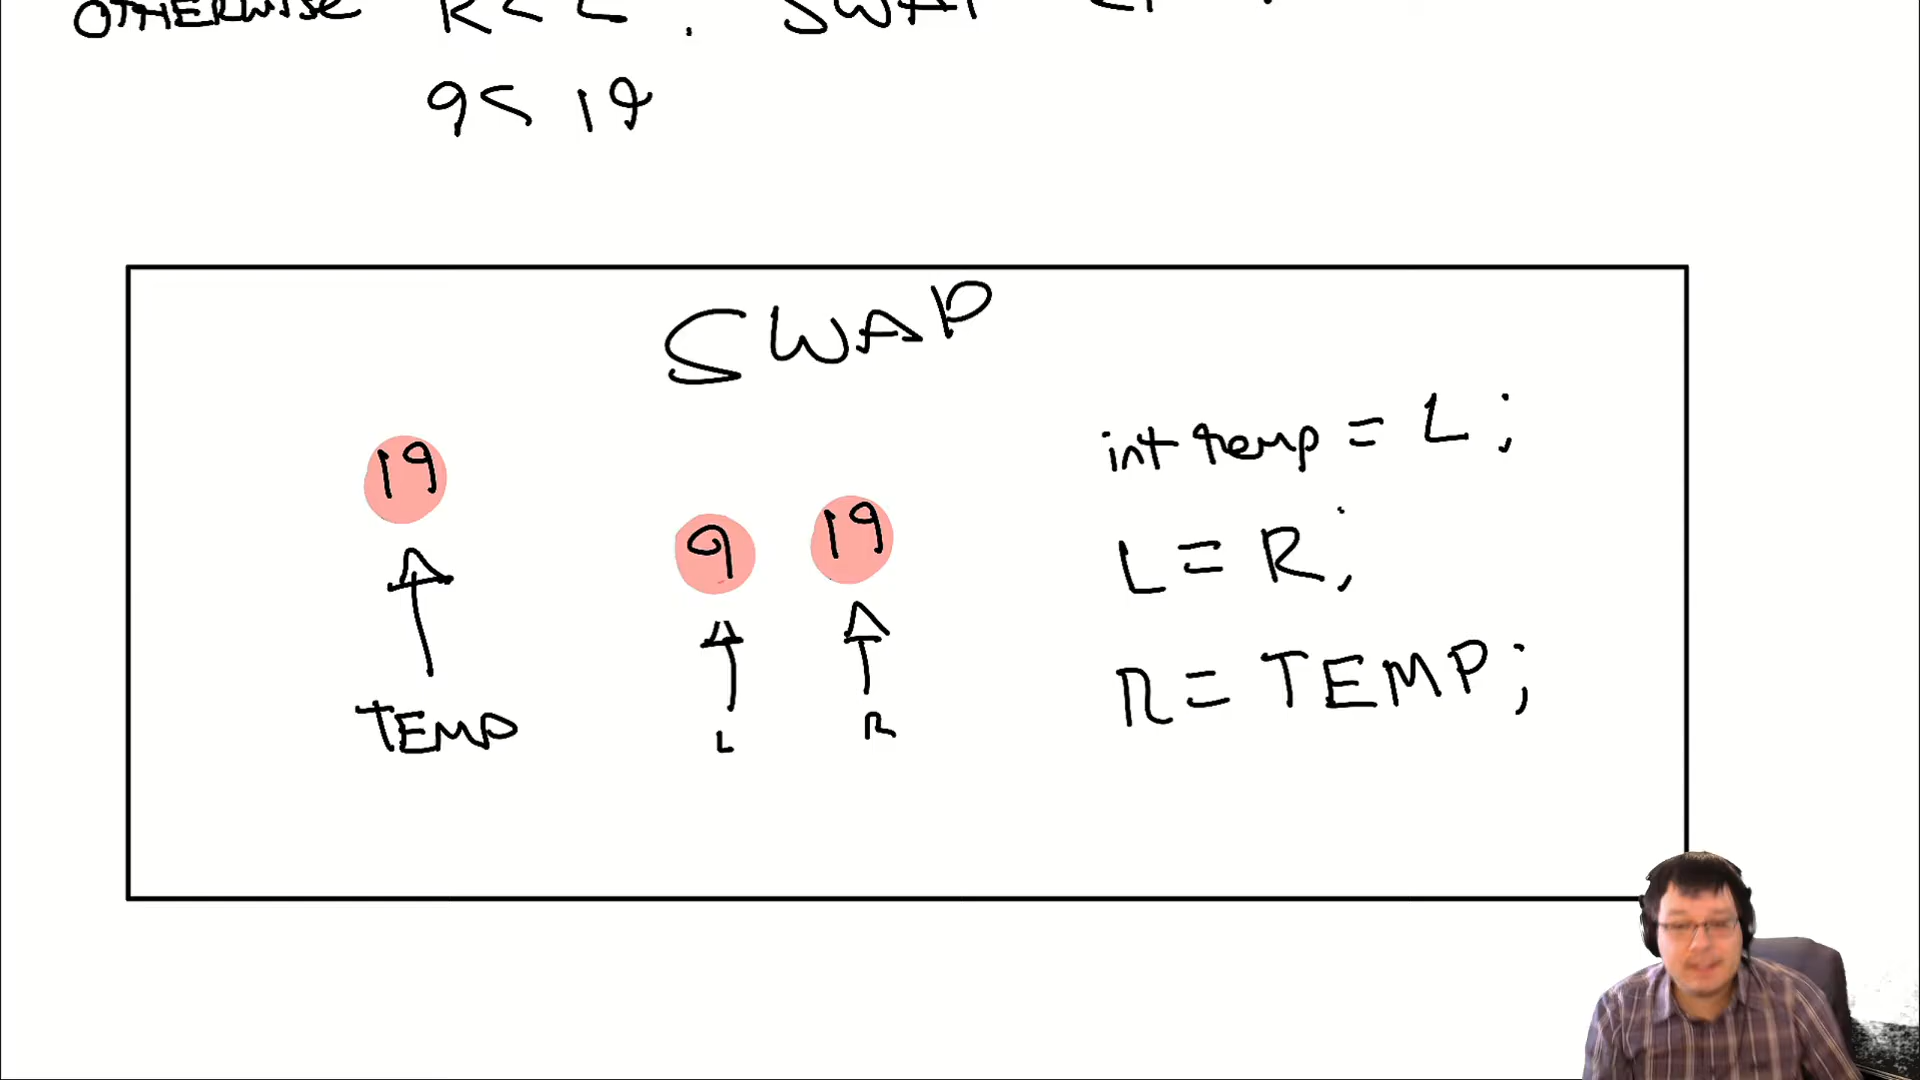 OTHERWISE R < L . SWAP
9 < 19
SWAP
19
9 19
TEMP L R
int temp = L ;
L = R ;
R = TEMP ;